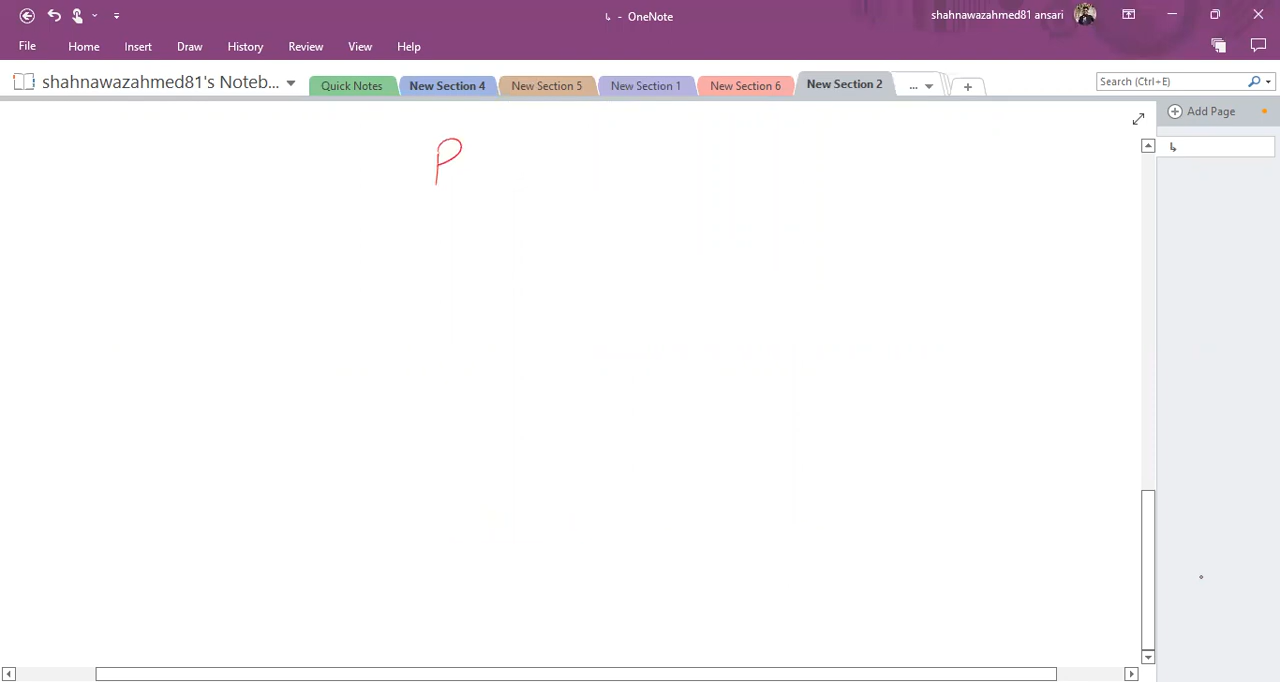 ↳ - OneNote
shahnawazahmed81 ansari
File Home Insert Draw History Review View Help
shahnawazahmed81's Noteb... Quick Notes New Section 4 New Section 5 New Section 1 New Section 6 New Section 2 ... + Search (Ctrl+E)
Add Page
↳
P